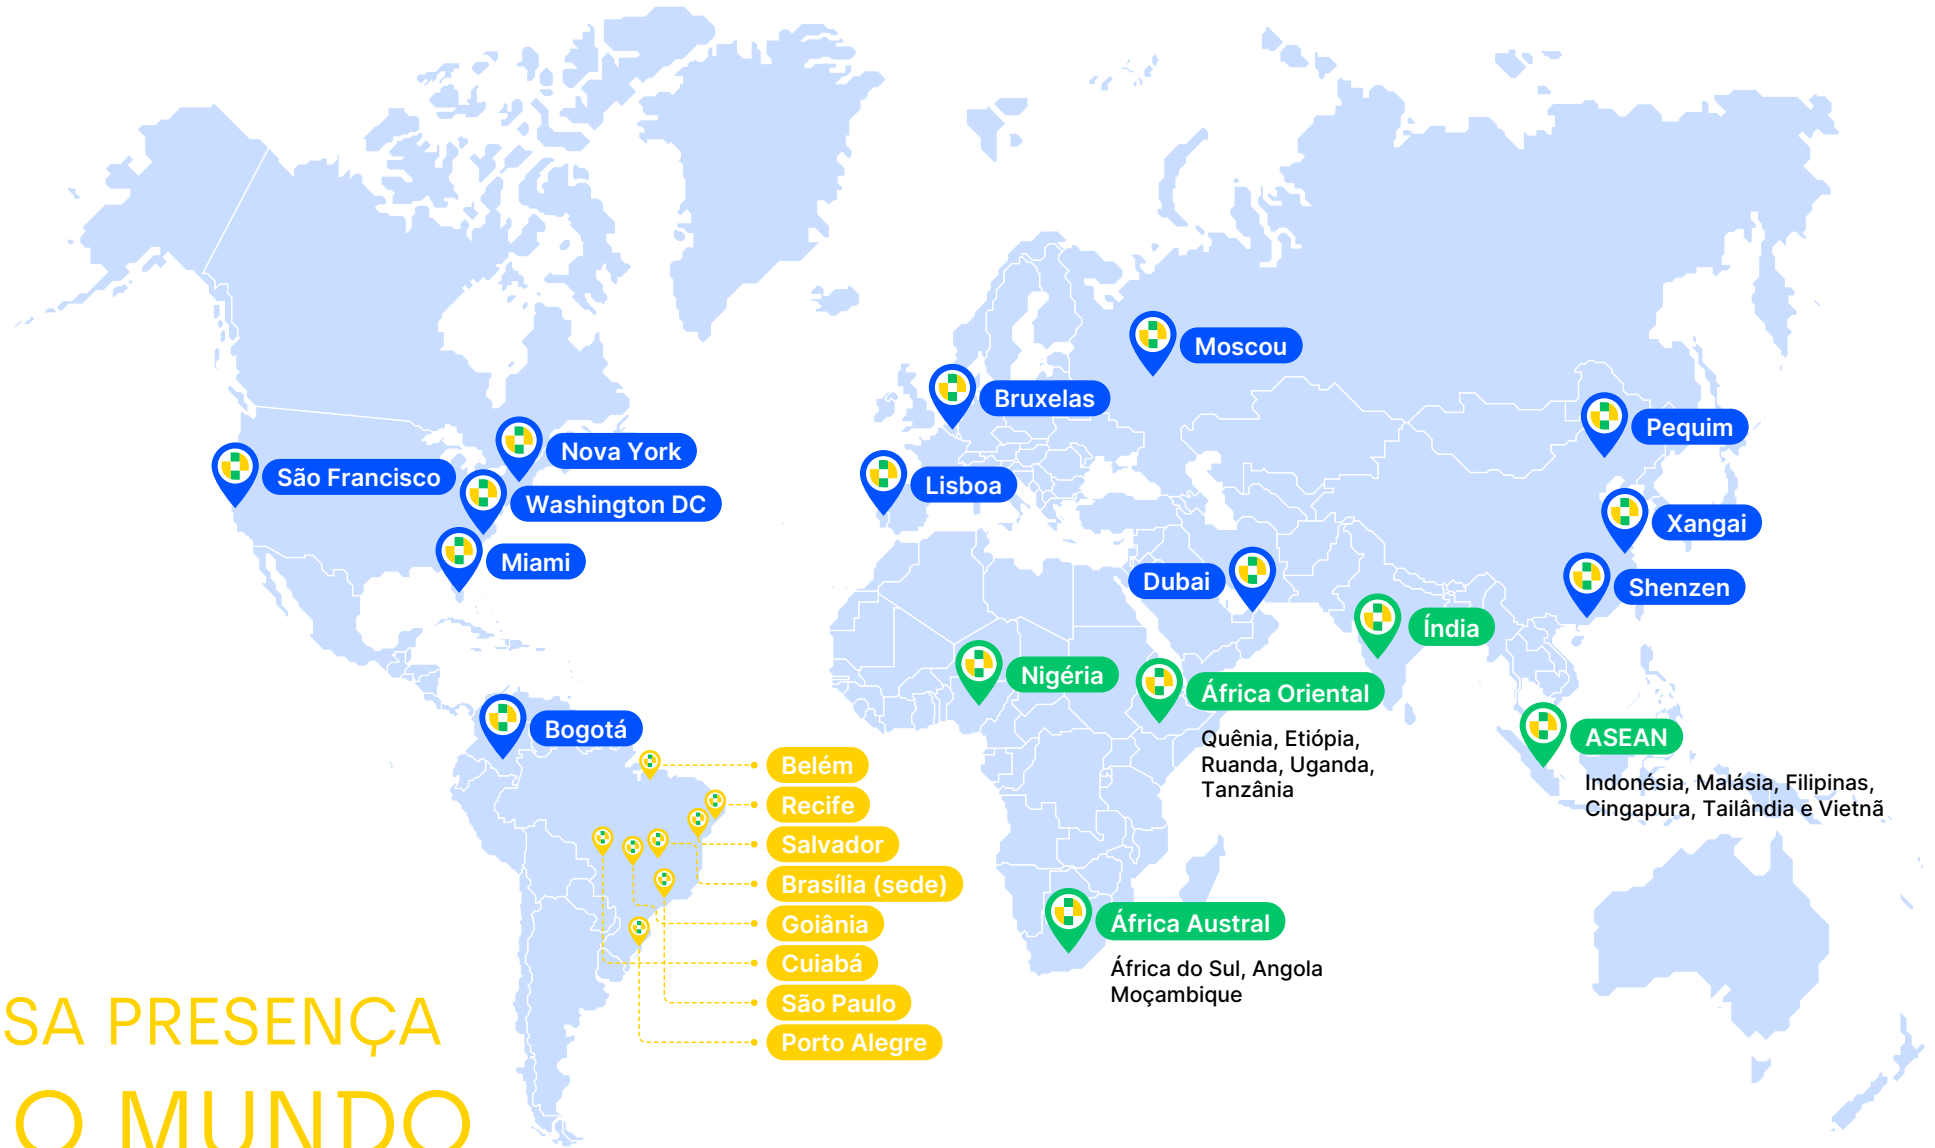 Moscou
Bruxelas
Pequim
Nova York
São Francisco
Lisboa
Washington DC
Xangai
Miami
Dubai
Shenzen
Índia
Nigéria
África Oriental
Quênia, Etiópia,
Ruanda, Uganda,
Tanzânia
Bogotá
ASEAN
Indonésia, Malásia, Filipinas,
Cingapura, Tailândia e Vietnã
Belém
Recife
Salvador
Brasília (sede)
Goiânia
Cuiabá
São Paulo
Porto Alegre
África Austral
África do Sul, Angola
Moçambique
SA PRESENÇA
O MUNDO